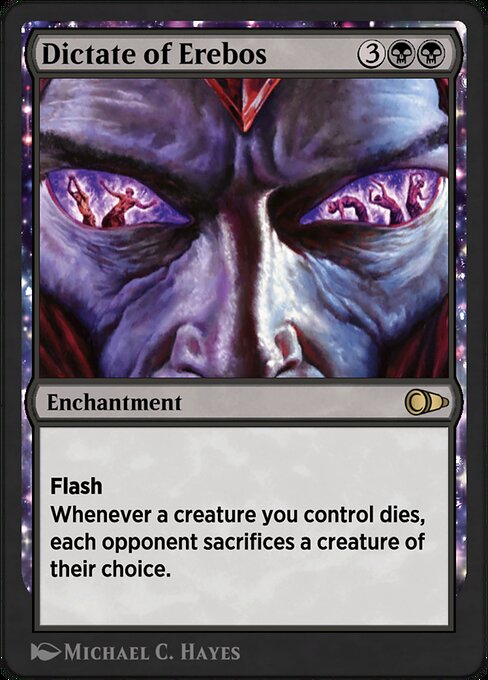 Dictate of Erebos 3
Enchantment
Flash
Whenever a creature you control dies,
each opponent sacrifices a creature of
their choice.
Michael C. Hayes